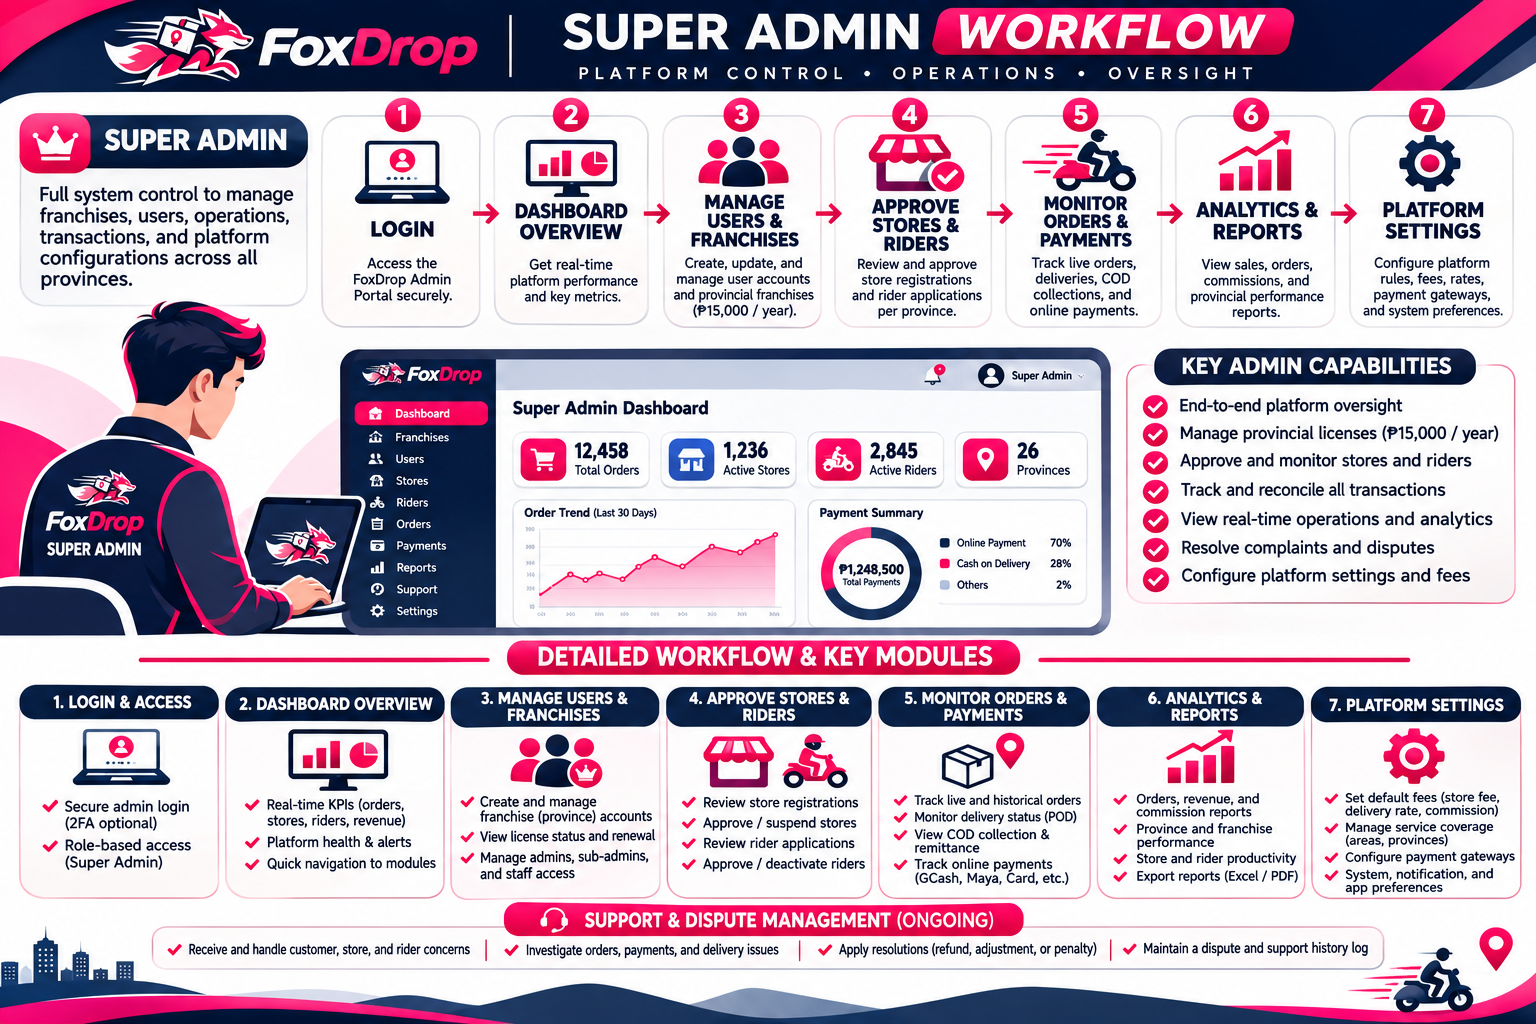 FoxDrop
SUPER ADMIN WORKFLOW
PLATFORM CONTROL • OPERATIONS • OVERSIGHT
SUPER ADMIN
Full system control to manage
franchises, users, operations,
transactions, and platform
configurations across all
provinces.
1
LOGIN
Access the
FoxDrop Admin
Portal securely.
2
DASHBOARD
OVERVIEW
Get real-time
platform performance
and key metrics.
3
MANAGE
USERS &
FRANCHISES
Create, update, and
manage user accounts
and provincial franchises
(₱15,000 / year).
4
APPROVE
STORES &
RIDERS
Review and approve
store registrations
and rider applications
per province.
5
MONITOR
ORDERS &
PAYMENTS
Track live orders,
deliveries, COD
collections, and
online payments.
6
ANALYTICS &
REPORTS
View sales, orders,
commissions, and
provincial performance
reports.
7
PLATFORM
SETTINGS
Configure platform
rules, fees, rates,
payment gateways,
and system preferences.
FoxDrop
SUPER ADMIN
FoxDrop
Dashboard
Franchises
Users
Stores
Riders
Orders
Payments
Reports
Support
Settings
Super Admin
Super Admin Dashboard
12,458
Total Orders
1,236
Active Stores
2,845
Active Riders
26
Provinces
Order Trend (Last 30 Days)
Payment Summary
₱1,248,500
Total Payments
Online Payment 70%
Cash on Delivery 28%
Others 2%
KEY ADMIN CAPABILITIES
End-to-end platform oversight
Manage provincial licenses (₱15,000 / year)
Approve and monitor stores and riders
Track and reconcile all transactions
View real-time operations and analytics
Resolve complaints and disputes
Configure platform settings and fees
DETAILED WORKFLOW & KEY MODULES
1. LOGIN & ACCESS
Secure admin login
(2FA optional)
Role-based access
(Super Admin)
2. DASHBOARD OVERVIEW
Real-time KPIs (orders,
stores, riders, revenue)
Platform health & alerts
Quick navigation to modules
3. MANAGE USERS &
FRANCHISES
Create and manage
franchise (province) accounts
View license status and renewal
Manage admins, sub-admins,
and staff access
4. APPROVE STORES &
RIDERS
Review store registrations
Approve / suspend stores
Review rider applications
Approve / deactivate riders
5. MONITOR ORDERS &
PAYMENTS
Track live and historical orders
Monitor delivery status (POD)
View COD collection &
remittance
Track online payments
(GCash, Maya, Card, etc.)
6. ANALYTICS &
REPORTS
Orders, revenue, and
commission reports
Province and franchise
performance
Store and rider productivity
Export reports (Excel / PDF)
7. PLATFORM SETTINGS
Set default fees (store fee,
delivery rate, commission)
Manage service coverage
(areas, provinces)
Configure payment gateways
System, notification, and
app preferences
SUPPORT & DISPUTE MANAGEMENT (ONGOING)
Receive and handle customer, store, and rider concerns
Investigate orders, payments, and delivery issues
Apply resolutions (refund, adjustment, or penalty)
Maintain a dispute and support history log